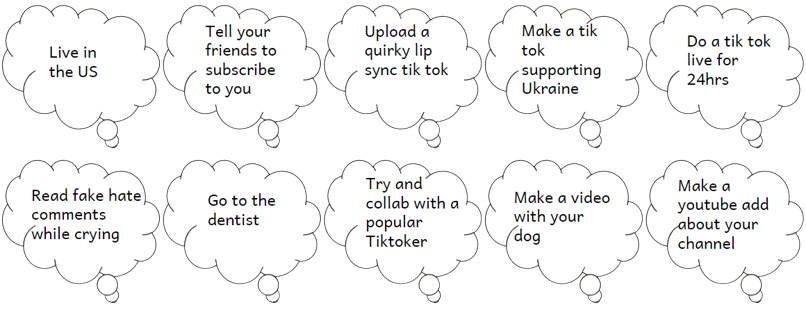 Live in
the US
Tell your
friends to
subscribe
to you
Upload a
quirky lip
sync tik tok
Make a tik
tok
supporting
Ukraine
Do a tik tok
live for
24hrs
Read fake hate
comments
while crying
Go to the
dentist
Try and
collab with a
popular
Tiktoker
Make a video
with your
dog
Make a
youtube add
about your
channel